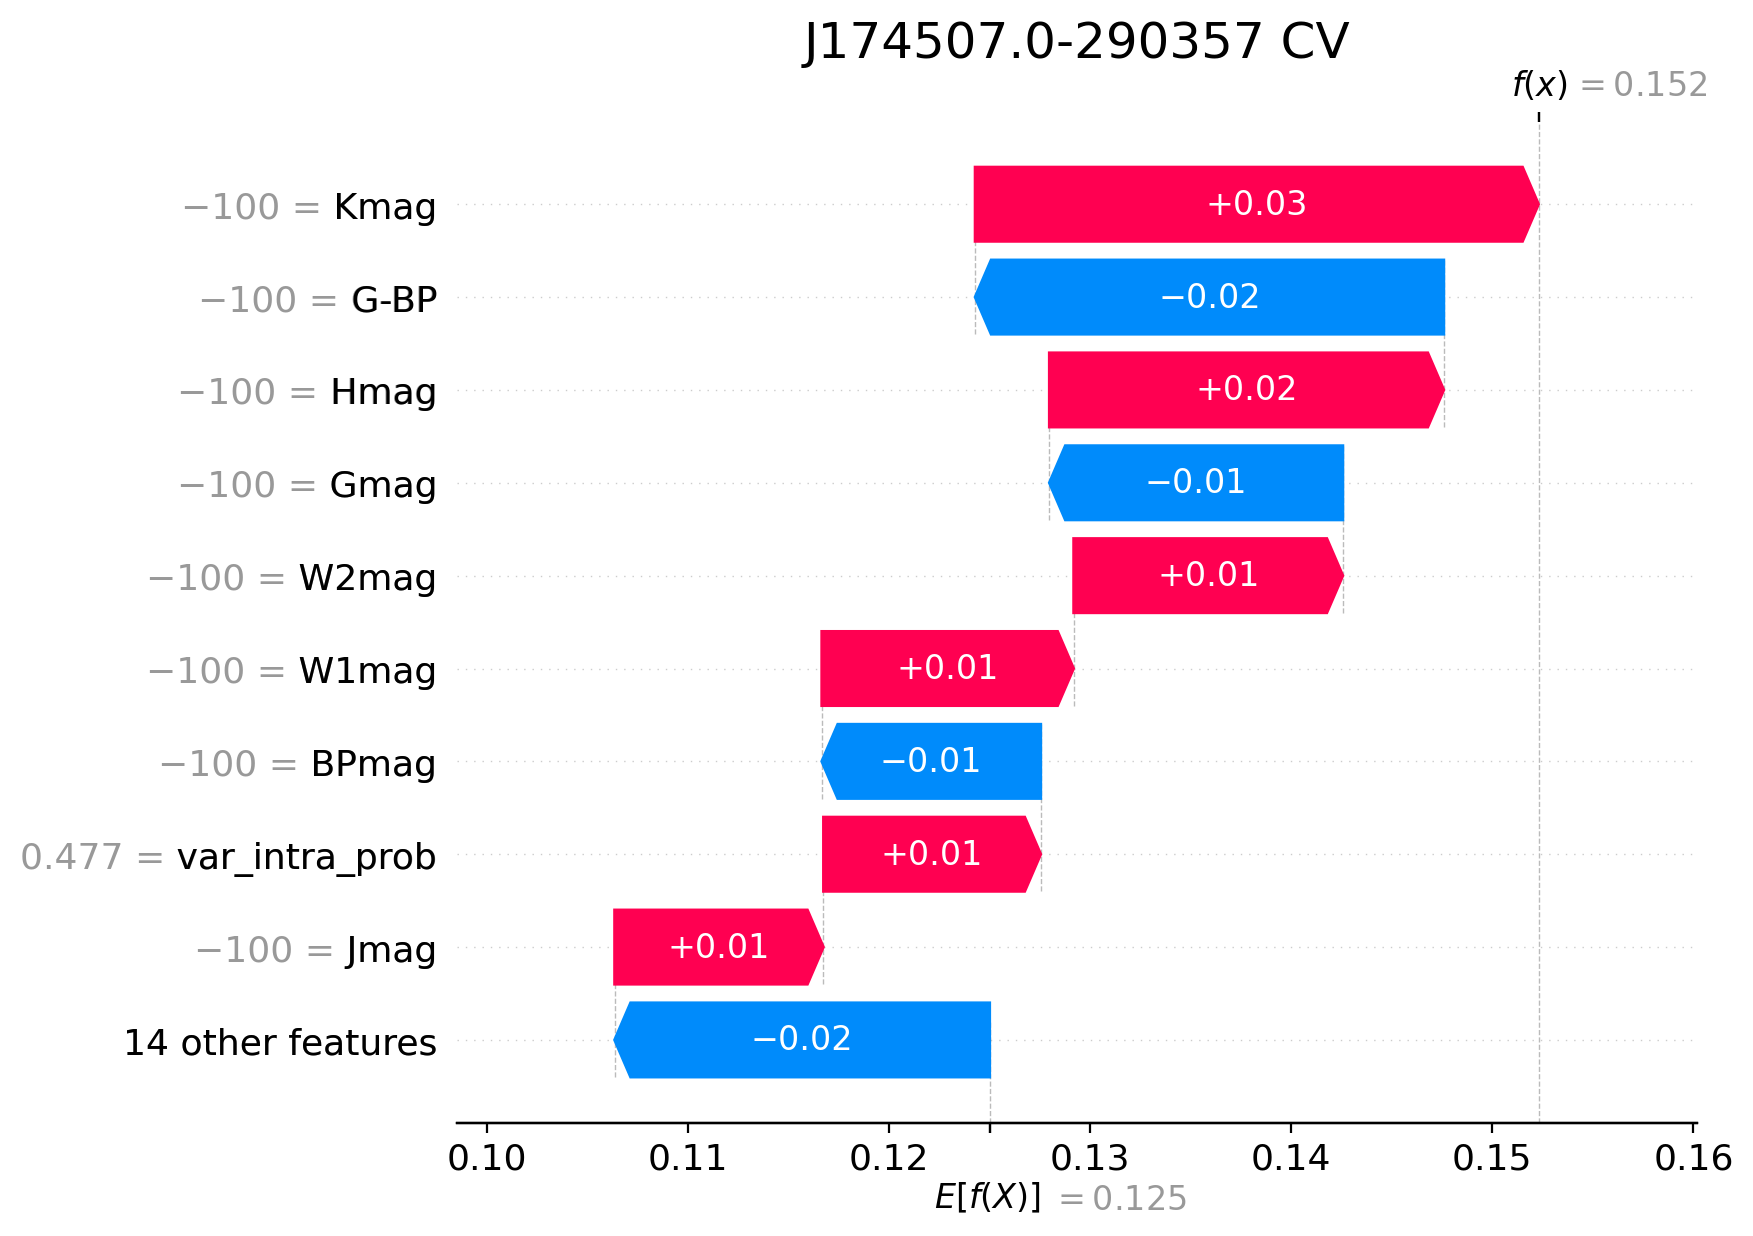 J174507.0-290357 CV
f(x) = 0.152
−100 = Kmag
+0.03
−100 = G-BP
−0.02
−100 = Hmag
+0.02
−100 = Gmag
−0.01
−100 = W2mag
+0.01
−100 = W1mag
+0.01
−100 = BPmag
−0.01
0.477 = var_intra_prob
+0.01
−100 = Jmag
+0.01
14 other features
−0.02
0.10 0.11 0.12 0.13 0.14 0.15 0.16
E[f(X)] = 0.125